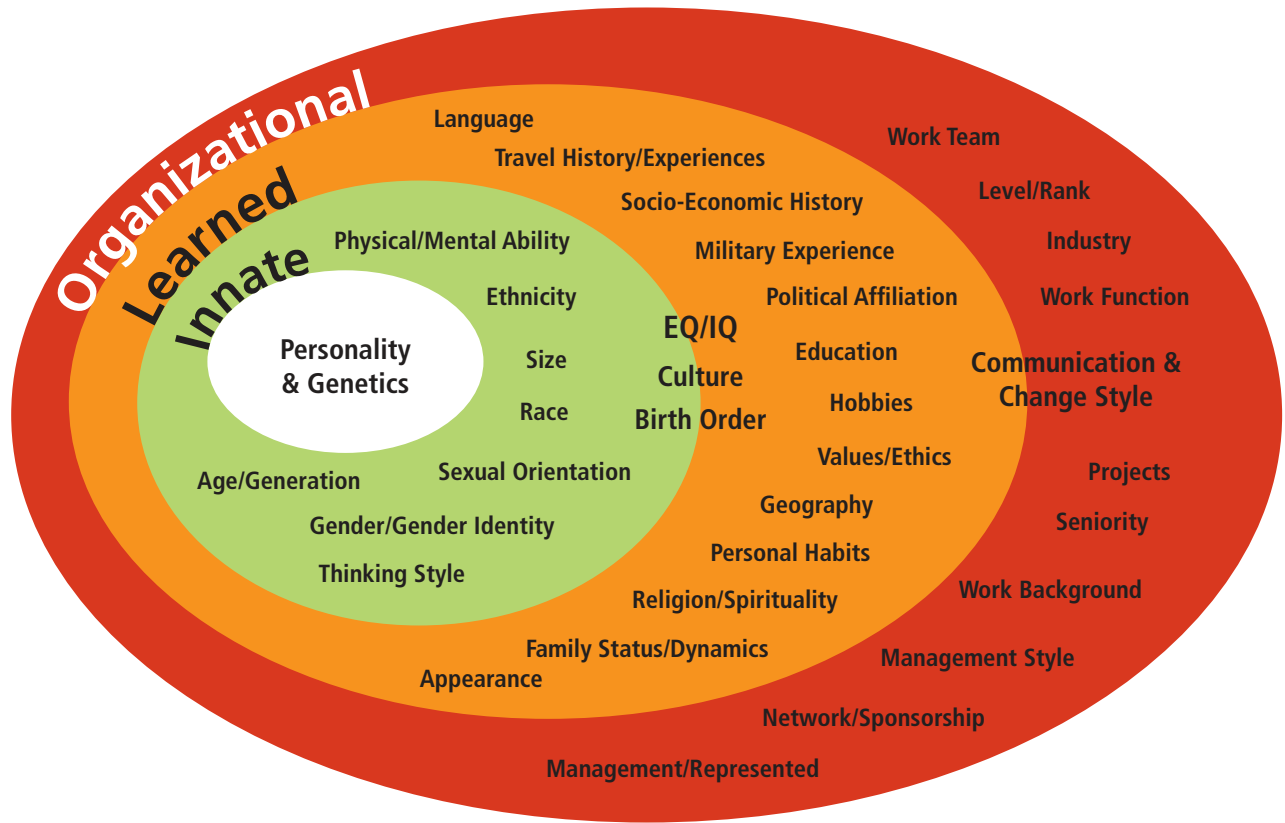 Organizational
Learned
Innate
Personality
& Genetics
Physical/Mental Ability
Ethnicity
Size
Race
Sexual Orientation
Age/Generation
Gender/Gender Identity
Thinking Style
EQ/IQ
Culture
Birth Order
Language
Travel History/Experiences
Socio-Economic History
Military Experience
Political Affiliation
Education
Hobbies
Values/Ethics
Geography
Personal Habits
Religion/Spirituality
Family Status/Dynamics
Appearance
Communication &
Change Style
Work Team
Level/Rank
Industry
Work Function
Projects
Seniority
Work Background
Management Style
Network/Sponsorship
Management/Represented